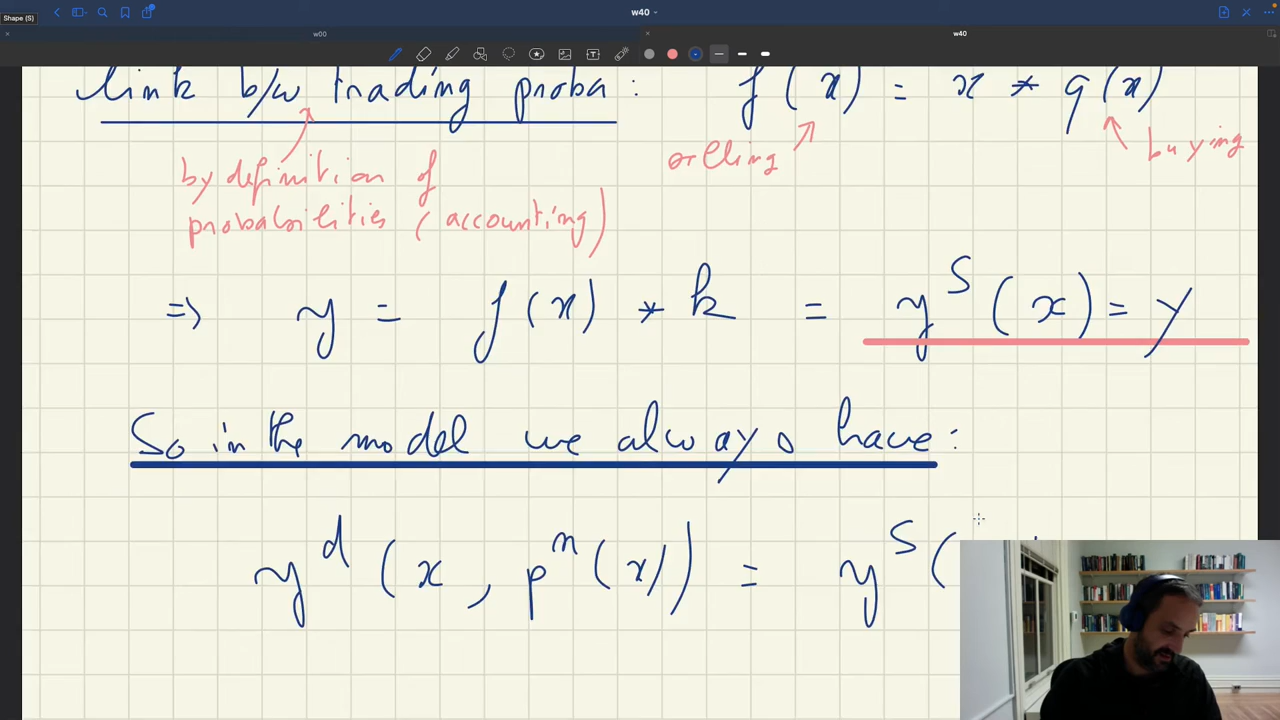 Shape (S)
w40
w00
w40
link b/w trading proba : f(x) = x * q(x)
selling
buying
by definition of
probabilities (accounting)
=> y = f(x) * k = y^s(x) = y
So in the model we always have:
y^d (x, p^n(x)) = y^s(